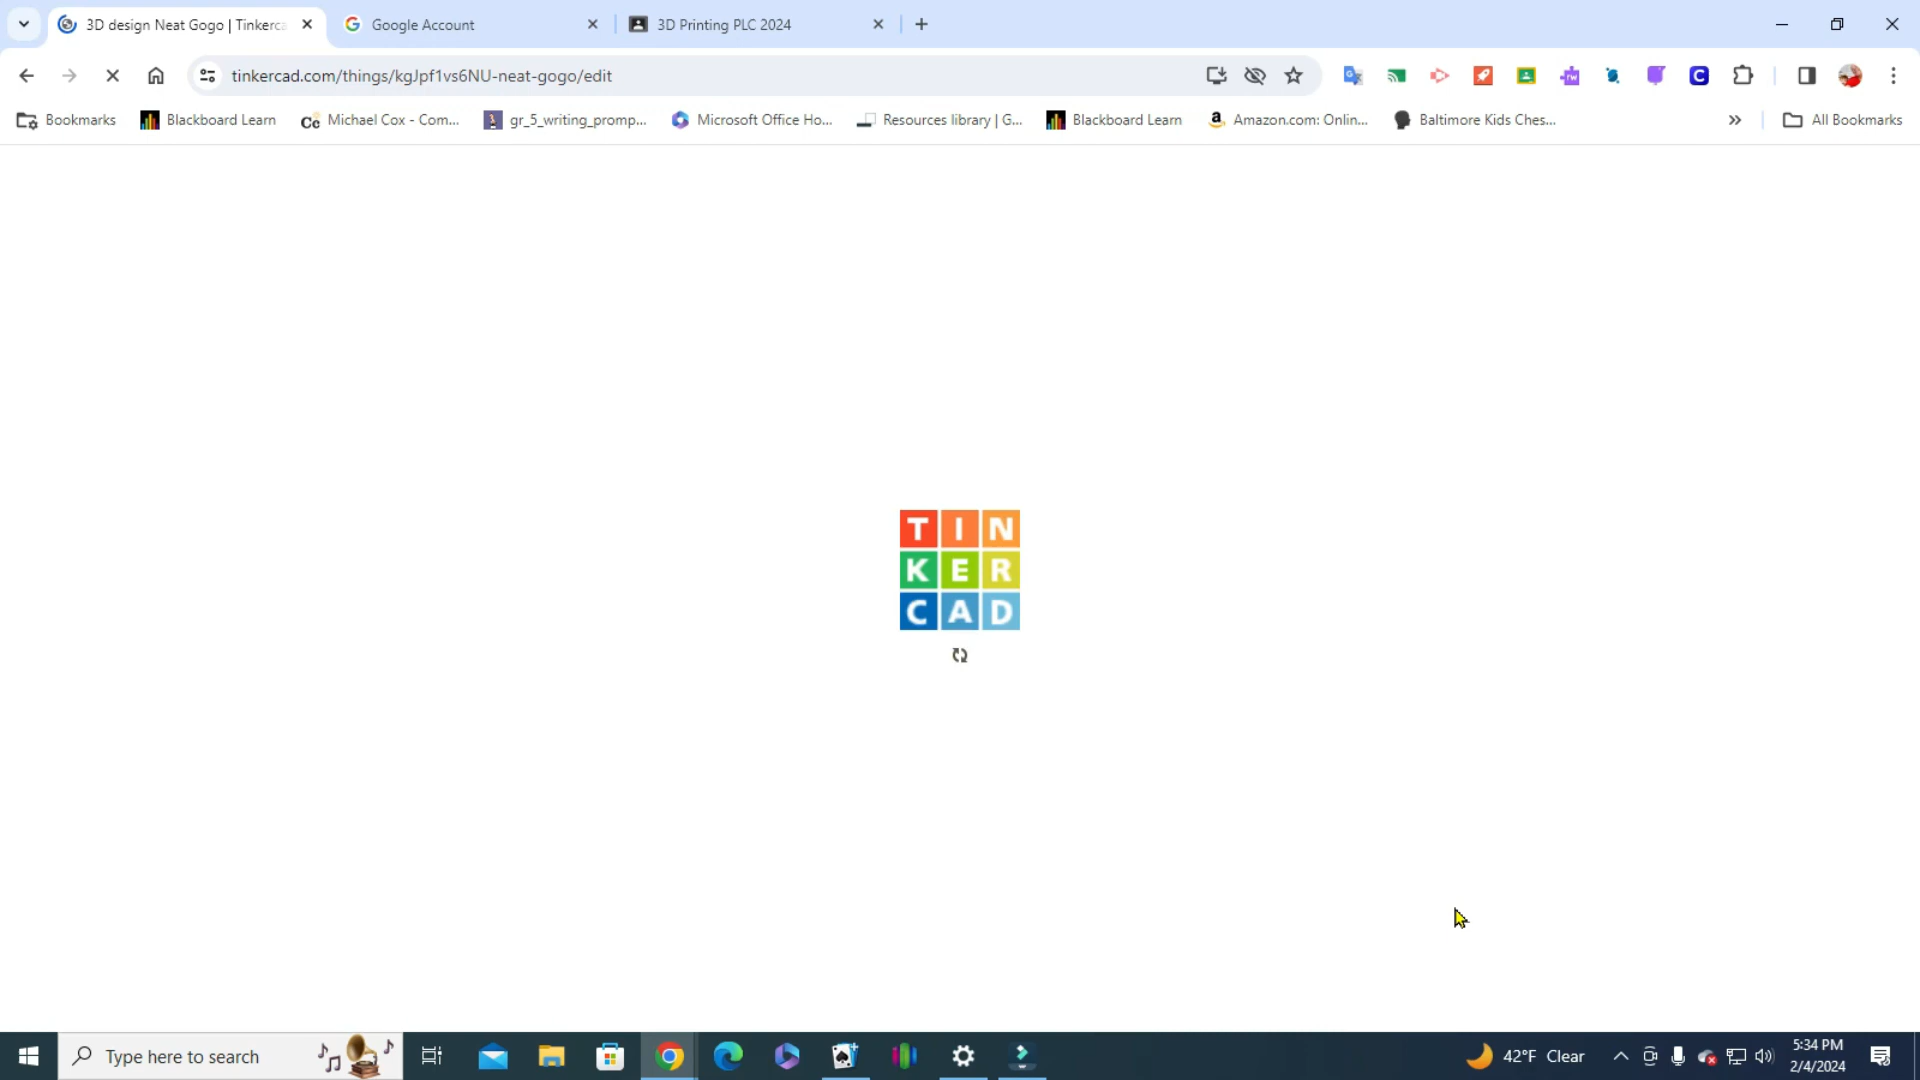 3D design Neat Gogo | Tinkerca
Google Account
3D Printing PLC 2024
tinkercad.com/things/kgJpf1vs6NU-neat-gogo/edit
Bookmarks
Blackboard Learn
Cc Michael Cox - Com...
gr_5_writing_promp...
Microsoft Office Ho...
Resources library | G...
Blackboard Learn
Amazon.com: Onlin...
Baltimore Kids Ches...
All Bookmarks
TIN
KER
CAD
Type here to search
42°F Clear
5:34 PM
2/4/2024